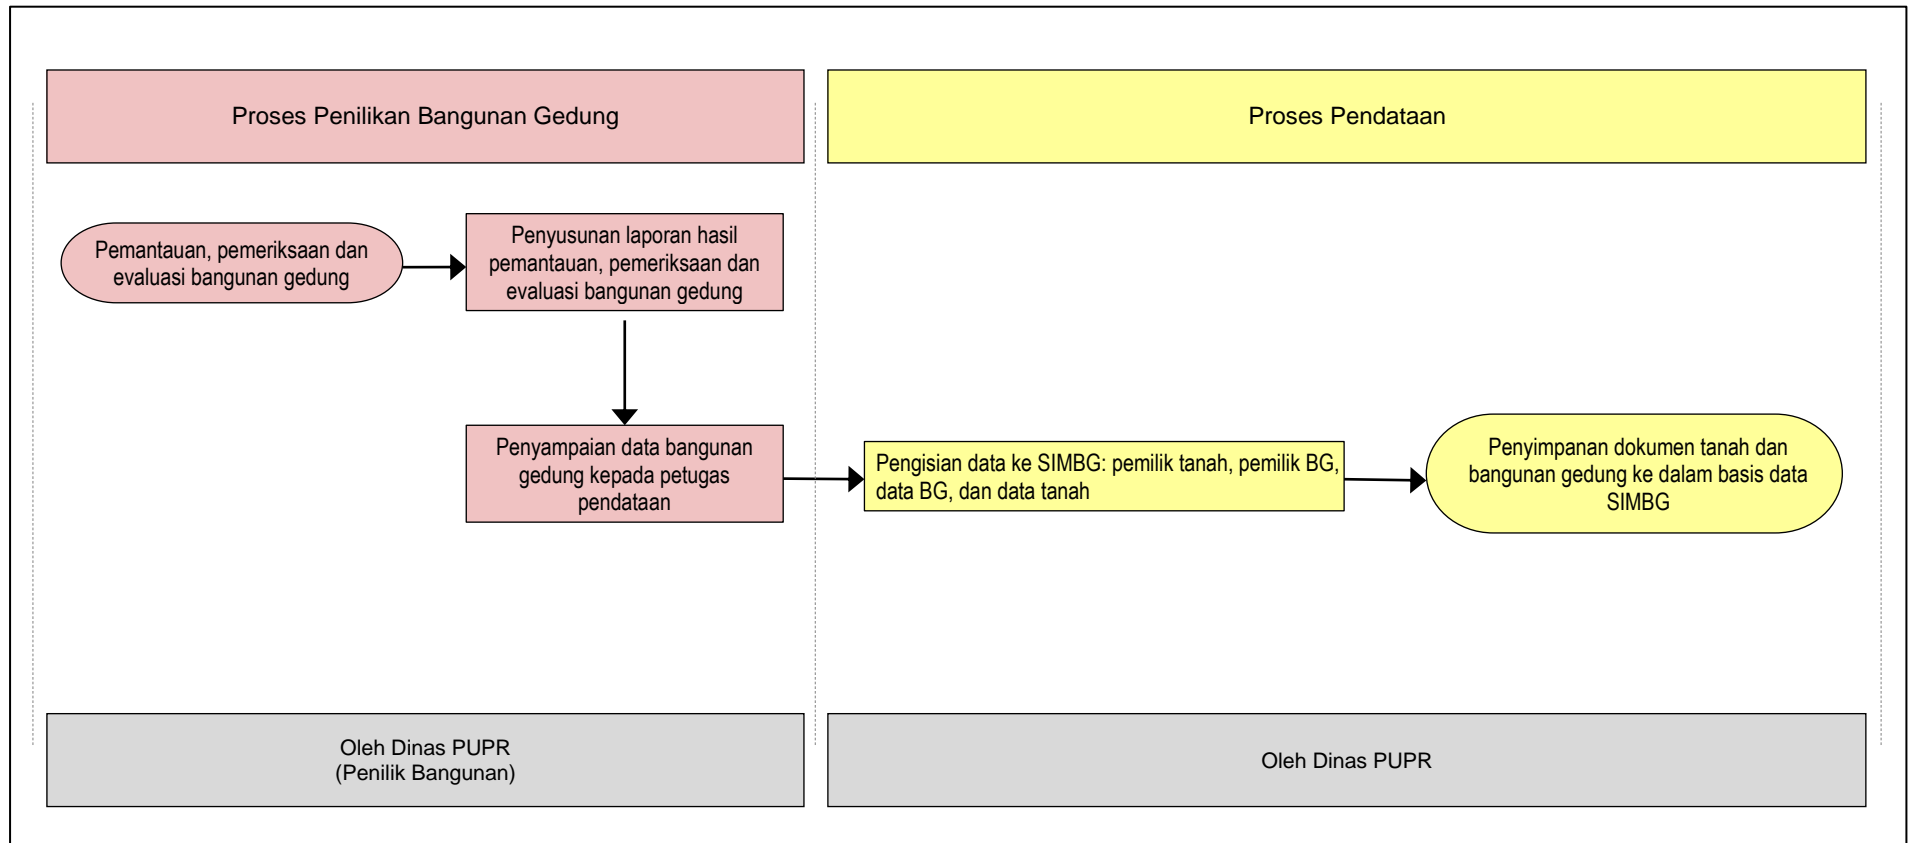 Proses Penilikan Bangunan Gedung
Proses Pendataan
Pemantauan, pemeriksaan dan
evaluasi bangunan gedung
Penyusunan laporan hasil
pemantauan, pemeriksaan dan
evaluasi bangunan gedung
Penyampaian data bangunan
gedung kepada petugas
pendataan
Pengisian data ke SIMBG: pemilik tanah, pemilik BG,
data BG, dan data tanah
Penyimpanan dokumen tanah dan
bangunan gedung ke dalam basis data
SIMBG
Oleh Dinas PUPR
(Penilik Bangunan)
Oleh Dinas PUPR